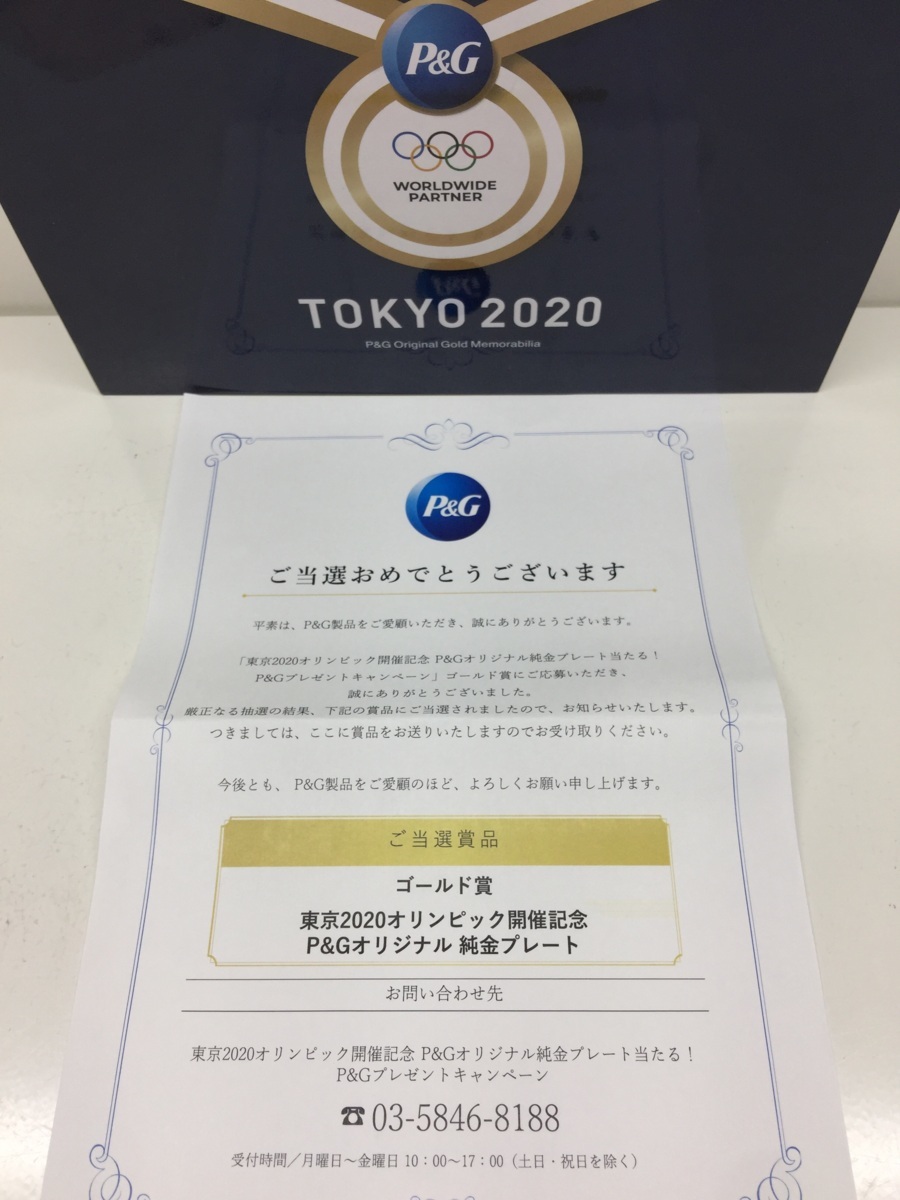 P&G
WORLDWIDE
PARTNER
TOKYO 2020
P&G Original Gold Memorabilia
P&G
ご当選おめでとうございます
平素は、P&G製品をご愛顧いただき、誠にありがとうございます。
「東京2020オリンピック開催記念 P&Gオリジナル純金プレート当たる!
P&Gプレゼントキャンペーン」ゴールド賞にご応募いただき、
誠にありがとうございました。
厳正なる抽選の結果、下記の賞品にご当選されましたので、お知らせいたします。
つきましては、ここに賞品をお送りいたしますのでお受け取りください。
今後とも、 P&G製品をご愛顧のほど、よろしくお願い申し上げます。
ご当選賞品
ゴールド賞
東京2020オリンピック開催記念
P&Gオリジナル 純金プレート
お問い合わせ先
東京2020オリンピック開催記念 P&Gオリジナル純金プレート当たる!
P&Gプレゼントキャンペーン
☎03-5846-8188
受付時間／月曜日～金曜日 10：00～17：00（土日・祝日を除く）